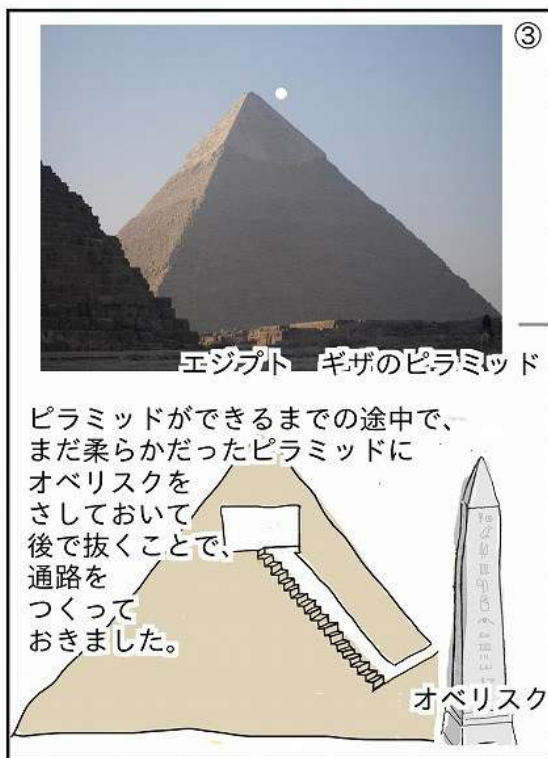 ③
エジプト　ギザのピラミッド
ピラミッドができるまでの途中で、
まだ柔らかだったピラミッドに
オベリスクを
さしておいて
後で抜くことで、
通路を
つくって
おきました。
オベリスク